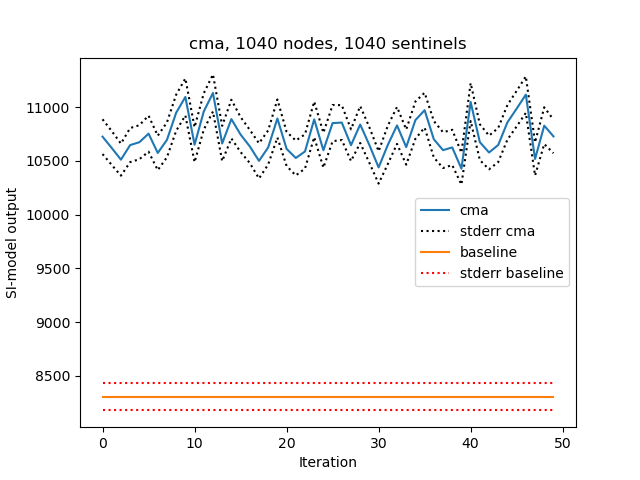 cma, 1040 nodes, 1040 sentinels
SI-model output
11000
10500
10000
9500
9000
8500
cma
stderr cma
baseline
stderr baseline
0
10
20
30
40
50
Iteration